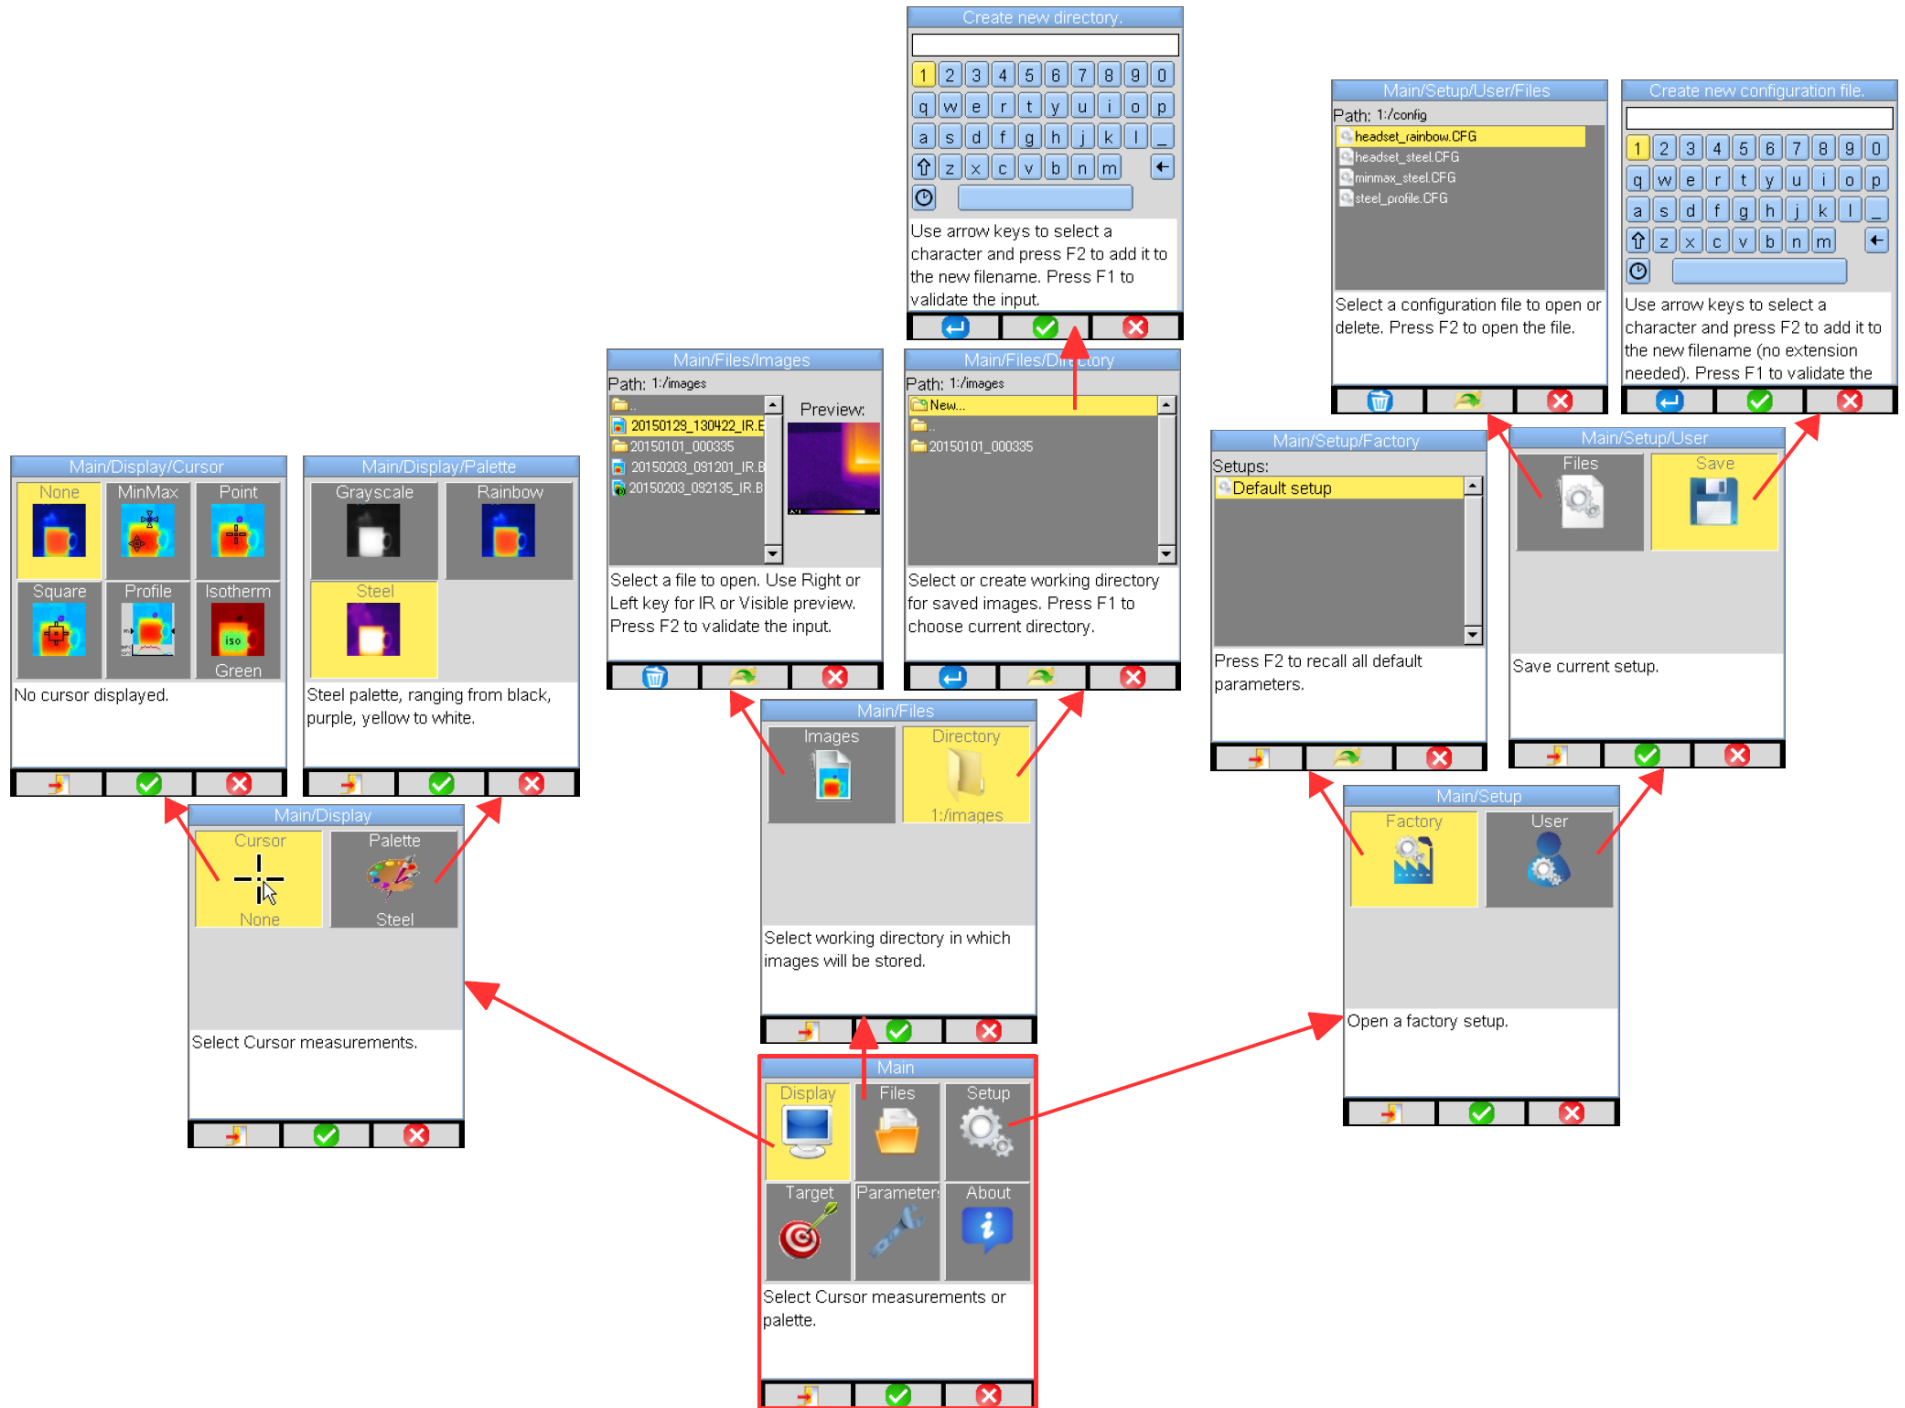 Create new directory.
1 2 3 4 5 6 7 8 9 0
q w e r t y u i o p
a s d f g h j k l _
z x c v b n m
Use arrow keys to select a
character and press F2 to add it to
the new filename. Press F1 to
validate the input.
Main/Setup/User/Files
Path: 1:/config
headset_rainbow.CFG
headset_steel.CFG
minmax_steel.CFG
steel_profile.CFG
Select a configuration file to open or
delete. Press F2 to open the file.
Create new configuration file.
1 2 3 4 5 6 7 8 9 0
q w e r t y u i o p
a s d f g h j k l _
z x c v b n m
Use arrow keys to select a
character and press F2 to add it to
the new filename (no extension
needed). Press F1 to validate the
Main/Files/Images
Path: 1:/images
..
20150129_130422_IR.B
20150101_000335
20150203_091201_IR.B
20150203_092135_IR.B
Preview:
Select a file to open. Use Right or
Left key for IR or Visible preview.
Press F2 to validate the input.
Main/Files/Directory
Path: 1:/images
New...
..
20150101_000335
Select or create working directory
for saved images. Press F1 to
choose current directory.
Main/Setup/Factory
Setups:
Default setup
Press F2 to recall all default
parameters.
Main/Setup/User
Files
Save
Save current setup.
Main/Display/Cursor
None MinMax Point
Square Profile Isotherm
iso
Green
No cursor displayed.
Main/Display/Palette
Grayscale Rainbow
Steel
Steel palette, ranging from black,
purple, yellow to white.
Main/Files
Images Directory
1:/images
Select working directory in which
images will be stored.
Main/Setup
Factory User
Open a factory setup.
Main/Display
Cursor Palette
None Steel
Select Cursor measurements.
Main
Display Files Setup
Target Parameters About
Select Cursor measurements or
palette.